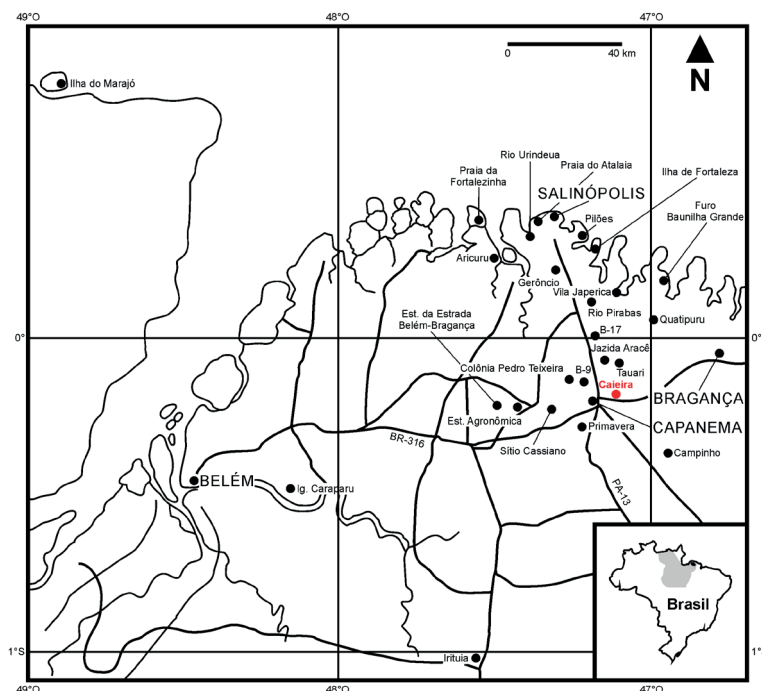 49°O
48°O
47°O
40 km
N
Ilha do Marajó
Rio Urindeua
Praia do Atalaia
Praia da
Fortalezinha
SALINÓPOLIS
Ilha de Fortaleza
Pilões
Furo
Baunilha Grande
Aricuru
Gerôncio
Vila Japerica
Rio Pirabas
Quatipuru
Est. da Estrada
Belém-Bragança
B-17
0°
0°
Jazida Aracê
Colônia Pedro Teixeira
B-9
Tauari
Caieira
BRAGANÇA
Est. Agronômica
CAPANEMA
Primavera
BR-316
Sítio Cassiano
Campinho
BELÉM
Ig. Caraparu
PA-13
Brasil
1°S
Irituia
1°
49°O
48°O
47°O